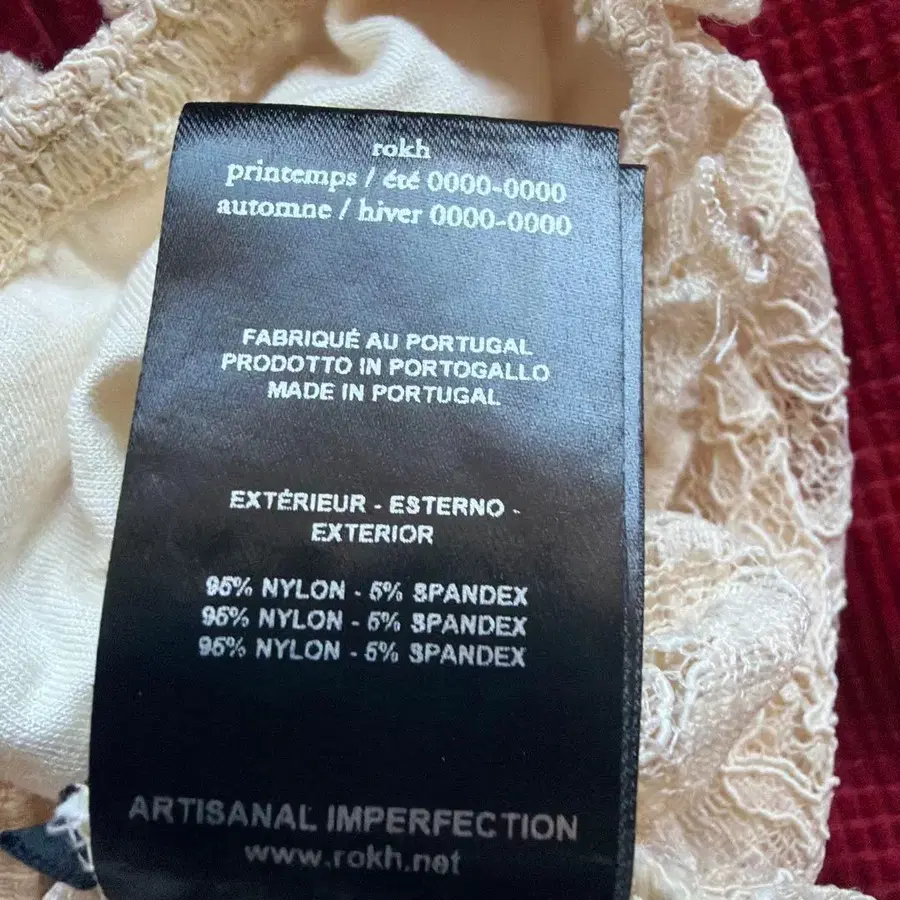 rokh
printemps / été 0000-0000
automne / hiver 0000-0000
FABRIQUÉ AU PORTUGAL
PRODOTTO IN PORTOGALLO
MADE IN PORTUGAL
EXTÉRIEUR - ESTERNO -
EXTERIOR
95% NYLON - 5% SPANDEX
95% NYLON - 5% SPANDEX
95% NYLON - 5% SPANDEX
ARTISANAL IMPERFECTION
www.rokh.net